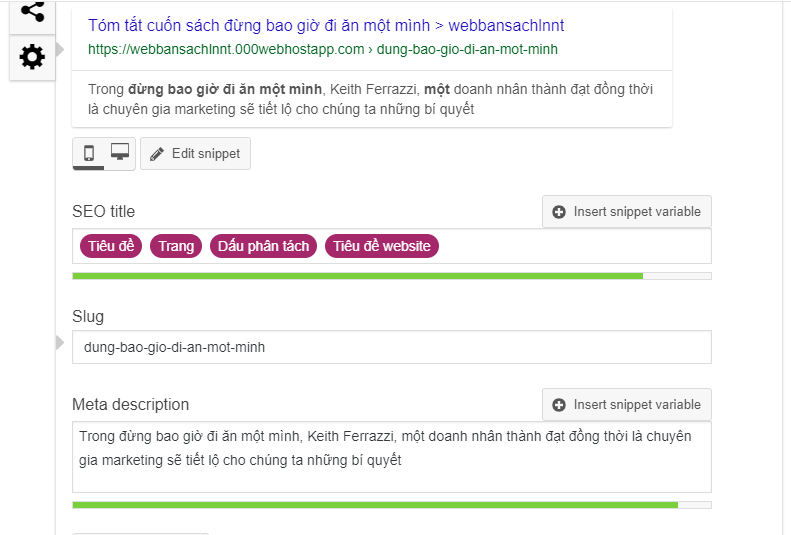 Tóm tắt cuốn sách đừng bao giờ đi ăn một mình > webbansachlnnt
https://webbansachlnnt.000webhostapp.com › dung-bao-gio-di-an-mot-minh
Trong đừng bao giờ đi ăn một mình, Keith Ferrazzi, một doanh nhân thành đạt đồng thời
là chuyên gia marketing sẽ tiết lộ cho chúng ta những bí quyết
Edit snippet
SEO title
Insert snippet variable
Tiêu đề Trang Dấu phân tách Tiêu đề website
Slug
dung-bao-gio-di-an-mot-minh
Meta description
Insert snippet variable
Trong đừng bao giờ đi ăn một mình, Keith Ferrazzi, một doanh nhân thành đạt đồng thời là chuyên
gia marketing sẽ tiết lộ cho chúng ta những bí quyết